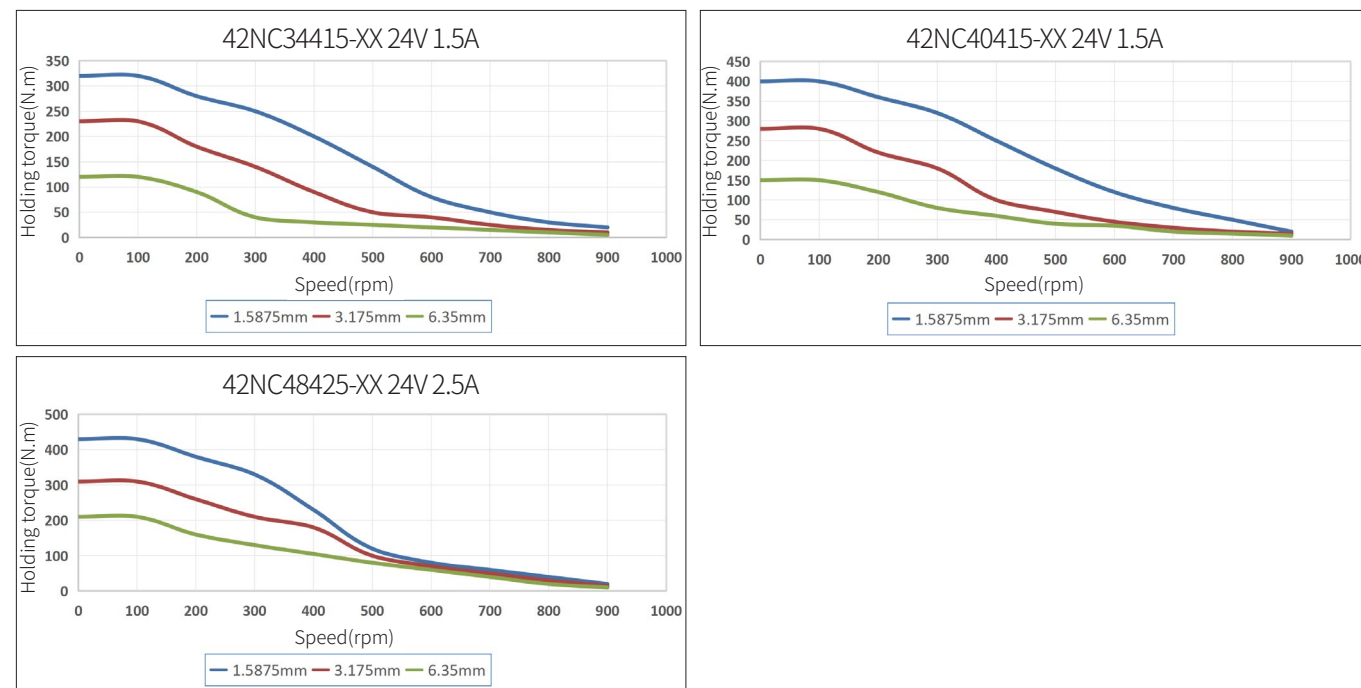 42NC34415-XX 24V 1.5A
Holding torque(N.m)
350
300
250
200
150
100
50
0
0 100 200 300 400 500 600 700 800 900 1000
Speed(rpm)
1.5875mm 3.175mm 6.35mm
42NC40415-XX 24V 1.5A
Holding torque(N.m)
450
400
350
300
250
200
150
100
50
0
0 100 200 300 400 500 600 700 800 900 1000
Speed(rpm)
1.5875mm 3.175mm 6.35mm
42NC48425-XX 24V 2.5A
Holding torque(N.m)
500
400
300
200
100
0
0 100 200 300 400 500 600 700 800 900 1000
Speed(rpm)
1.5875mm 3.175mm 6.35mm